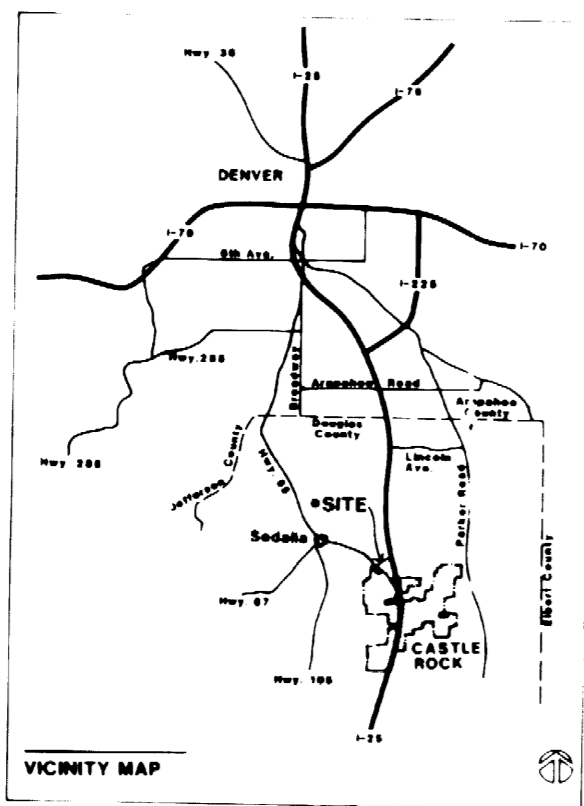 Hwy. 36
I-25
I-76
DENVER
I-70
6th Ave.
I-70
I-225
Hwy. 285
Broadway
Arapahoe Road
Arapahoe
County
Douglas
County
Hwy. 285
Jefferson
County
Hwy. 85
Lincoln
Ave.
Parker Road
SITE
Sedalia
Elbert County
Hwy. 67
CASTLE
ROCK
Hwy. 105
I-25
VICINITY MAP